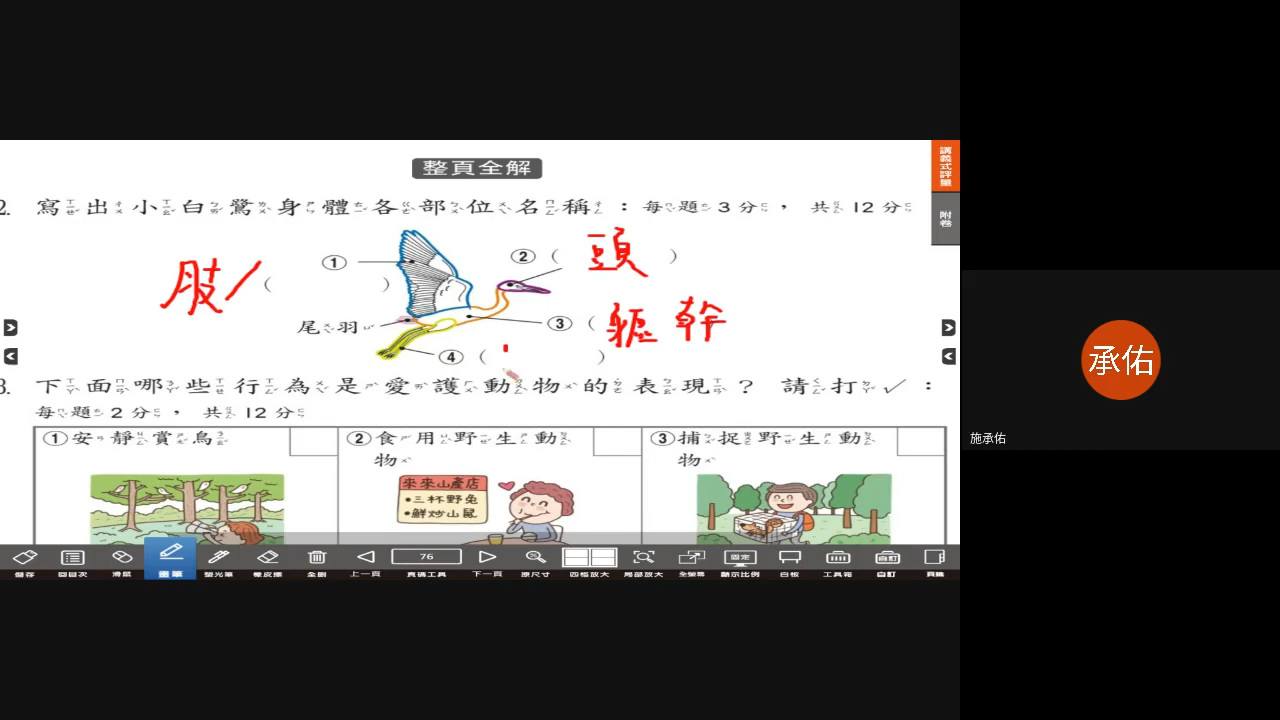 整頁全解
講義式評量
附卷
2. 寫出小白鷺身體各部位名稱：每題3分，共12分
肢
① ( )
② ( 頭 )
尾羽
③ ( 軀幹
④ ( )
3. 下面哪些行為是愛護動物的表現？請打✓：
每題2分，共12分
①安靜賞鳥
②食用野生動物
③捕捉野生動物
來來山產店
•三杯野兔
•鮮炒山鼠
承佑
施承佑
76
儲存 回目次 滑鼠 畫筆 螢光筆 橡皮擦 全刪 上一頁 頁碼工具 下一頁 原尺寸 四格放大 局部放大 全螢幕 顯示比例 白板 工具箱 自訂 頁籤
固定
自訂